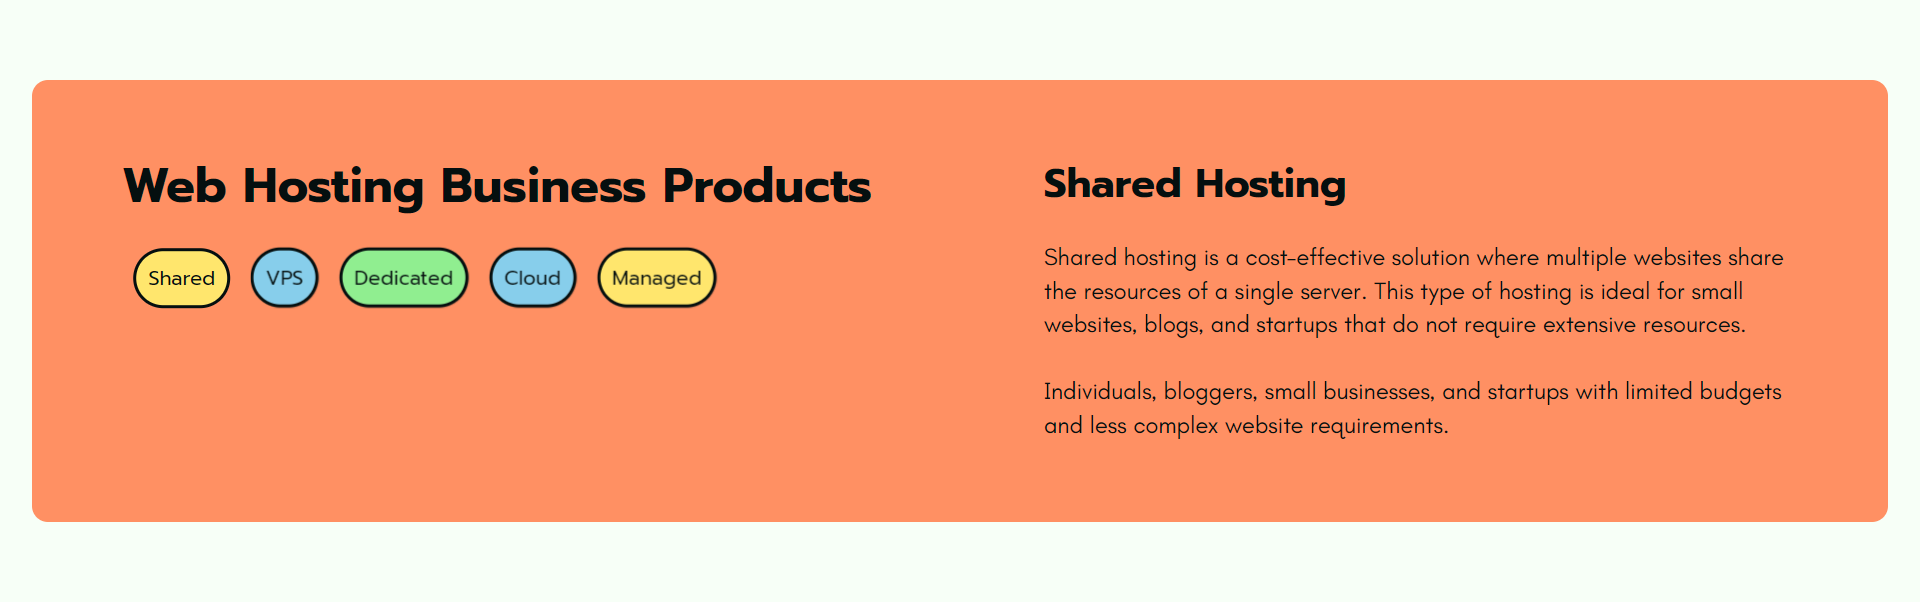 Web Hosting Business Products
Shared
VPS
Dedicated
Cloud
Managed
Shared Hosting
Shared hosting is a cost-effective solution where multiple websites share
the resources of a single server. This type of hosting is ideal for small
websites, blogs, and startups that do not require extensive resources.
Individuals, bloggers, small businesses, and startups with limited budgets
and less complex website requirements.